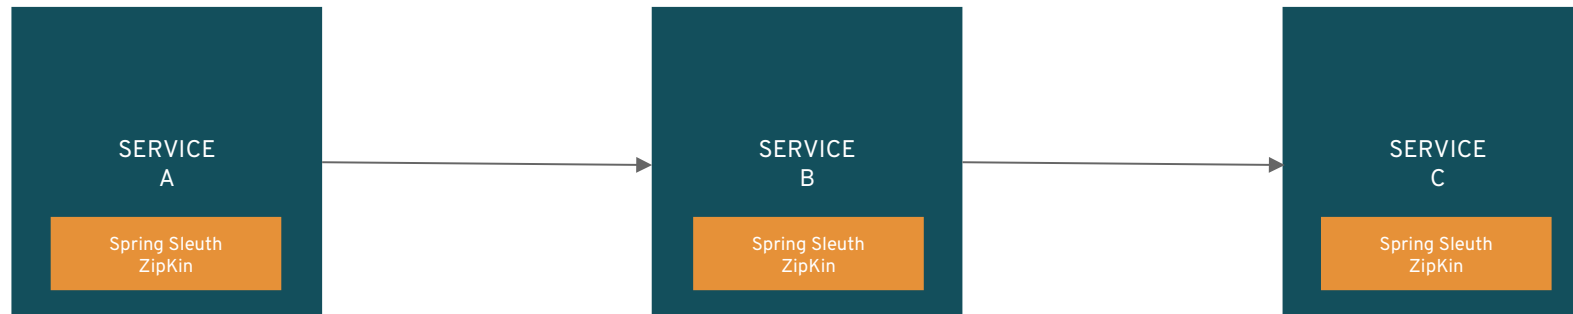 SERVICE
A
Spring Sleuth
ZipKin
SERVICE
B
Spring Sleuth
ZipKin
SERVICE
C
Spring Sleuth
ZipKin